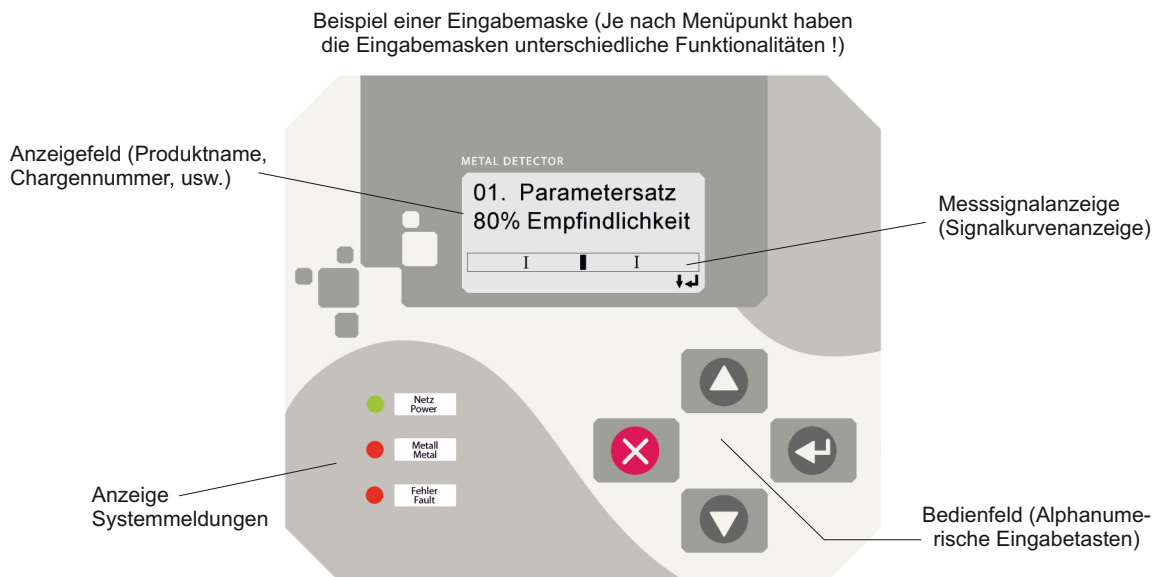 Beispiel einer Eingabemaske (Je nach Menüpunkt haben
die Eingabemasken unterschiedliche Funktionalitäten !)
Anzeigefeld (Produktname,
Chargennummer, usw.)
METAL DETECTOR
01. Parametersatz
80% Empfindlichkeit
I I
Messsignalanzeige
(Signalkurvenanzeige)
Netz
Power
Metall
Metal
Fehler
Fault
Anzeige
Systemmeldungen
Bedienfeld (Alphanume-
rische Eingabetasten)